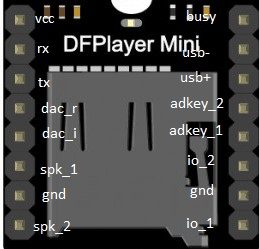 vcc
busy
DFPlayer Mini
rx
usb-
tx
usb+
dac_r
adkey_2
dac_i
adkey_1
spk_1
io_2
gnd
gnd
spk_2
io_1